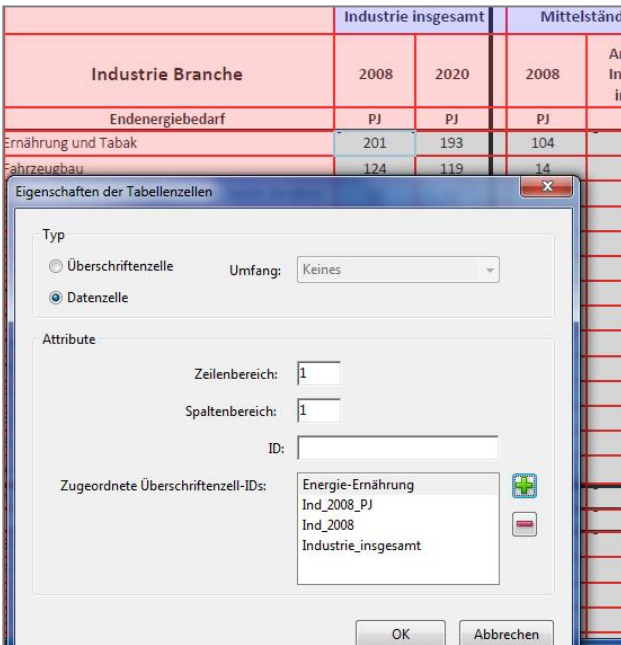 Industrie insgesamt Mittelständ
Industrie Branche 2008 2020 2008
Endenergiebedarf PJ PJ PJ
Ernährung und Tabak 201 193 104
Fahrzeugbau 124 119 14
Eigenschaften der Tabellenzellen
Typ
Überschriftenzelle Umfang: Keines
Datenzelle
Attribute
Zeilenbereich: 1
Spaltenbereich: 1
ID:
Zugeordnete Überschriftenzell-IDs: Energie-Ernährung
Ind_2008_PJ
Ind_2008
Industrie_insgesamt
OK Abbrechen